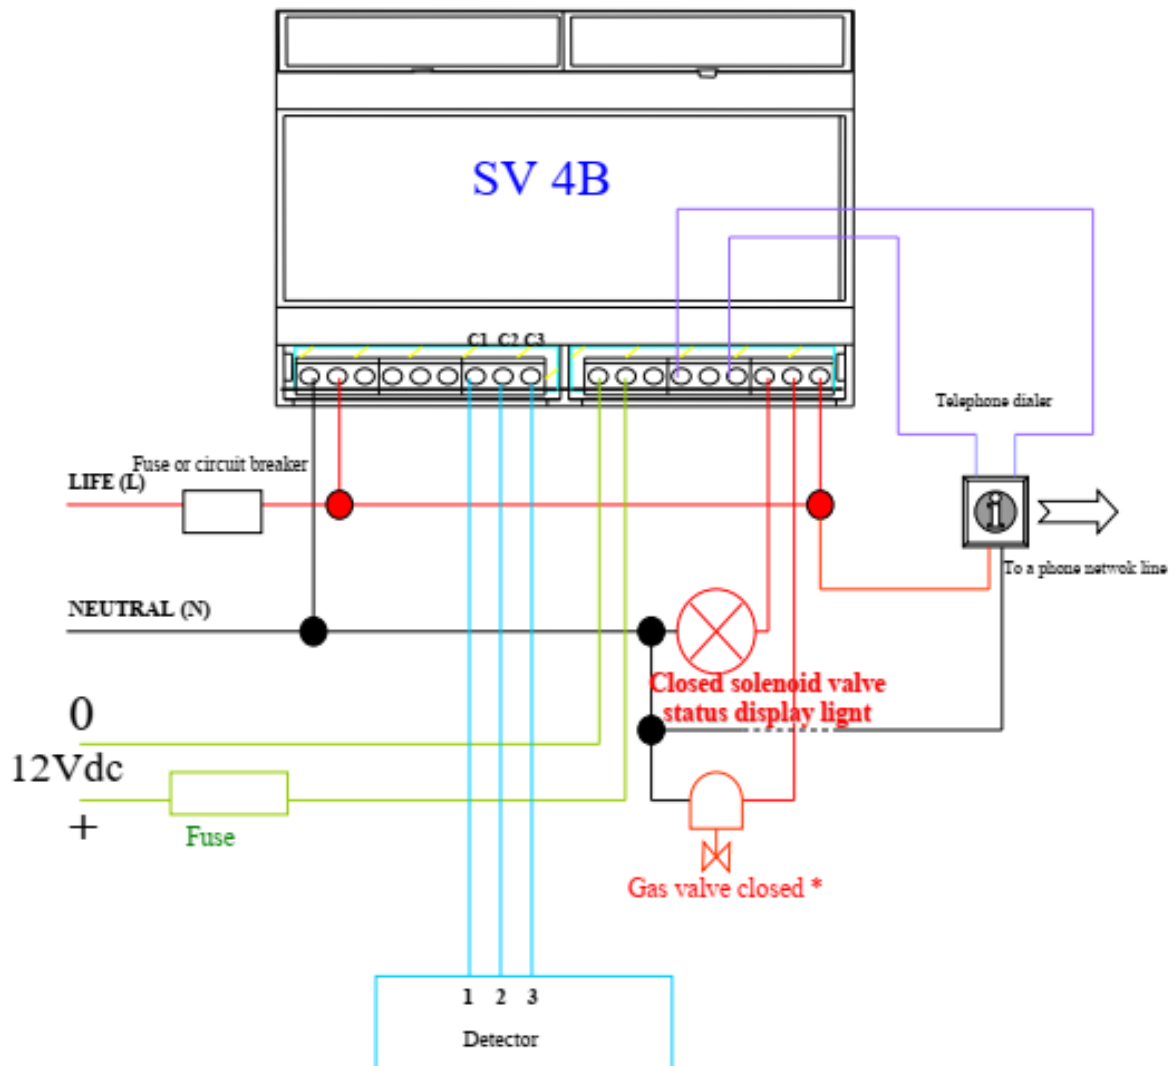 SV 4B
C1 C2 C3
Telephone dialer
Fuse or circuit breaker
LIFE (L)
To a phone netwok line
NEUTRAL (N)
Closed solenoid valve
status display lignt
0
12Vdc
+
Fuse
Gas valve closed *
1 2 3
Detector